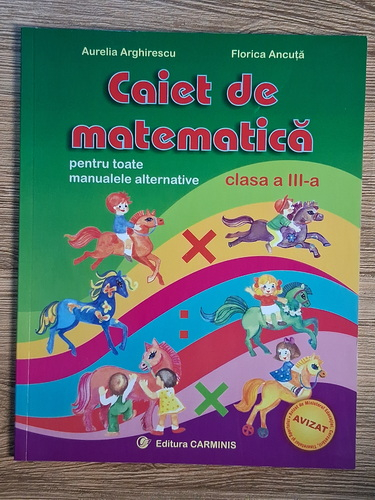 Aurelia Arghirescu
Florica Ancuță
Caiet de
matematică
pentru toate
manualele alternative
clasa a III-a
×
:
×
AVIZAT
Editura CARMINIS